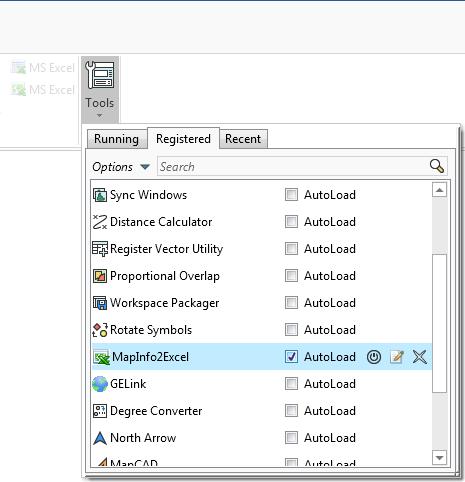 MS Excel
MS Excel
Tools
Running Registered Recent
Options Search
Sync Windows AutoLoad
Distance Calculator AutoLoad
Register Vector Utility AutoLoad
Proportional Overlap AutoLoad
Workspace Packager AutoLoad
Rotate Symbols AutoLoad
MapInfo2Excel AutoLoad
GELink AutoLoad
Degree Converter AutoLoad
North Arrow AutoLoad
MapCAD AutoLoad